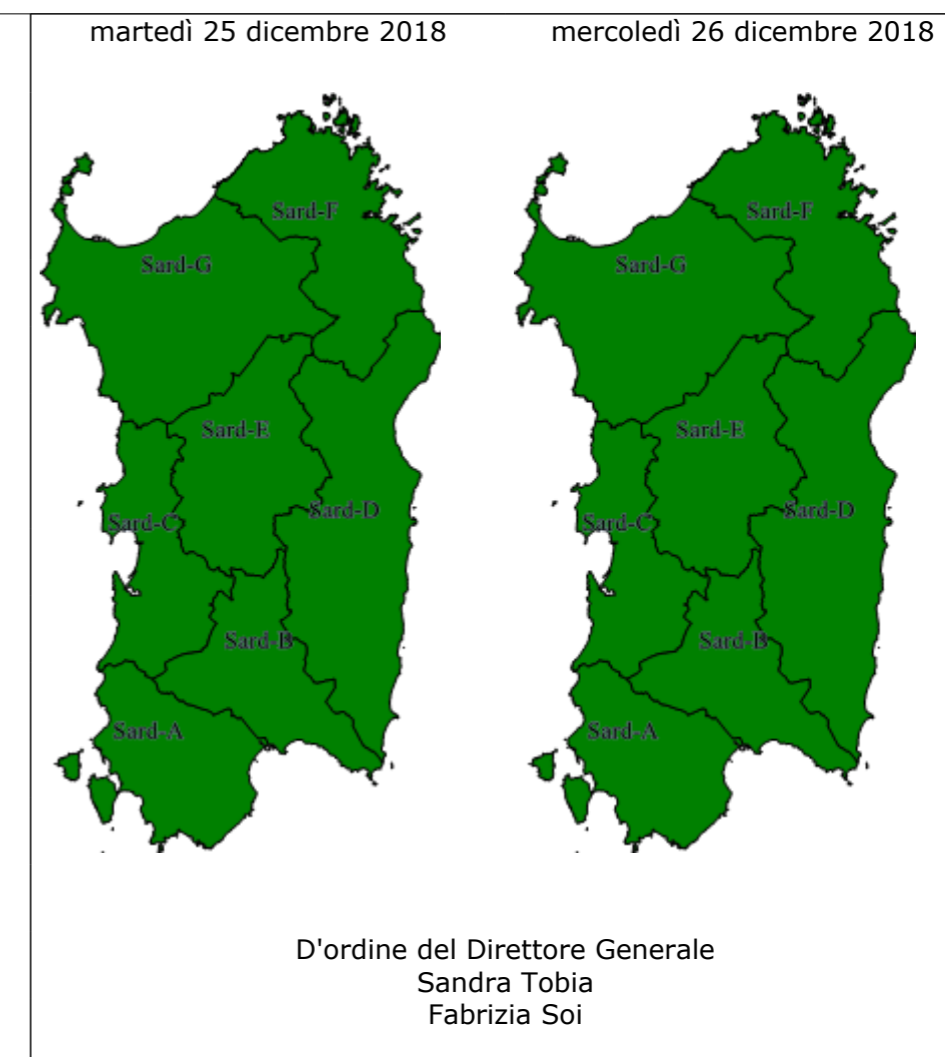 martedì 25 dicembre 2018
mercoledì 26 dicembre 2018
Sard-F
Sard-G
Sard-E
Sard-D
Sard-C
Sard-B
Sard-A
Sard-F
Sard-G
Sard-E
Sard-D
Sard-C
Sard-B
Sard-A
D'ordine del Direttore Generale
Sandra Tobia
Fabrizia Soi